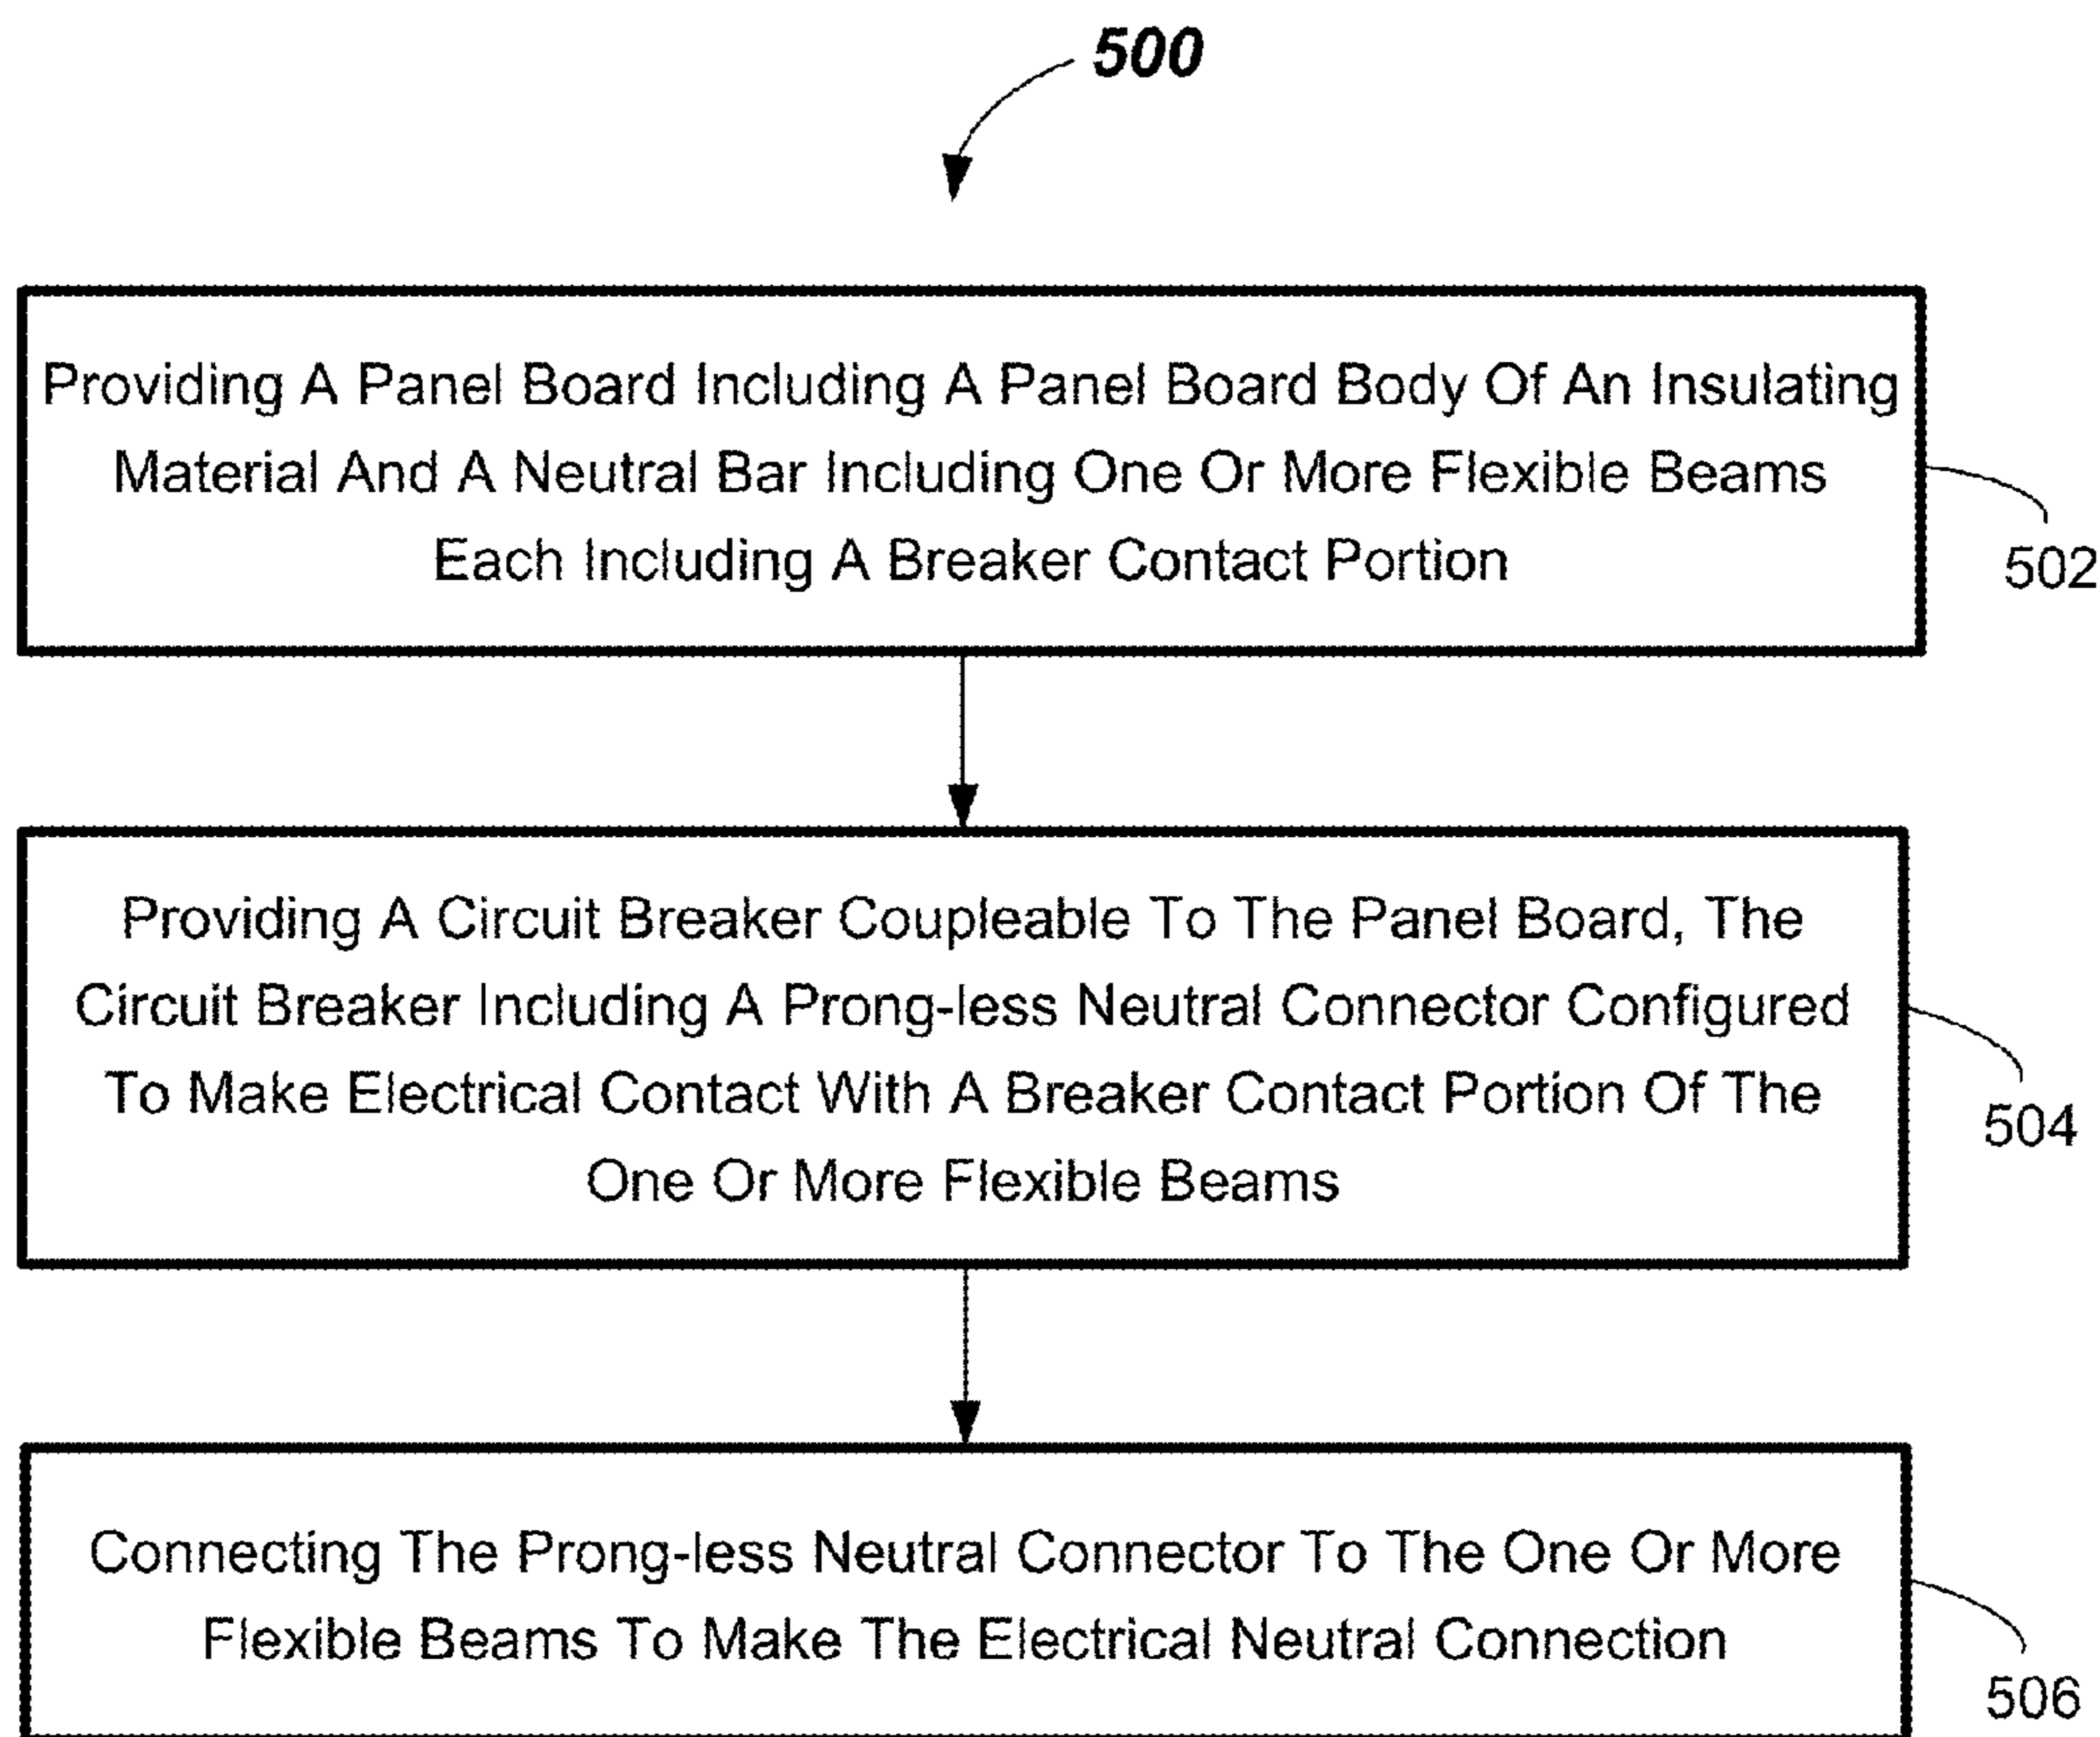 500
Providing A Panel Board Including A Panel Board Body Of An Insulating
Material And A Neutral Bar Including One Or More Flexible Beams
Each Including A Breaker Contact Portion
502
Providing A Circuit Breaker Coupleable To The Panel Board, The
Circuit Breaker Including A Prong-less Neutral Connector Configured
To Make Electrical Contact With A Breaker Contact Portion Of The
One Or More Flexible Beams
504
Connecting The Prong-less Neutral Connector To The One Or More
Flexible Beams To Make The Electrical Neutral Connection
506